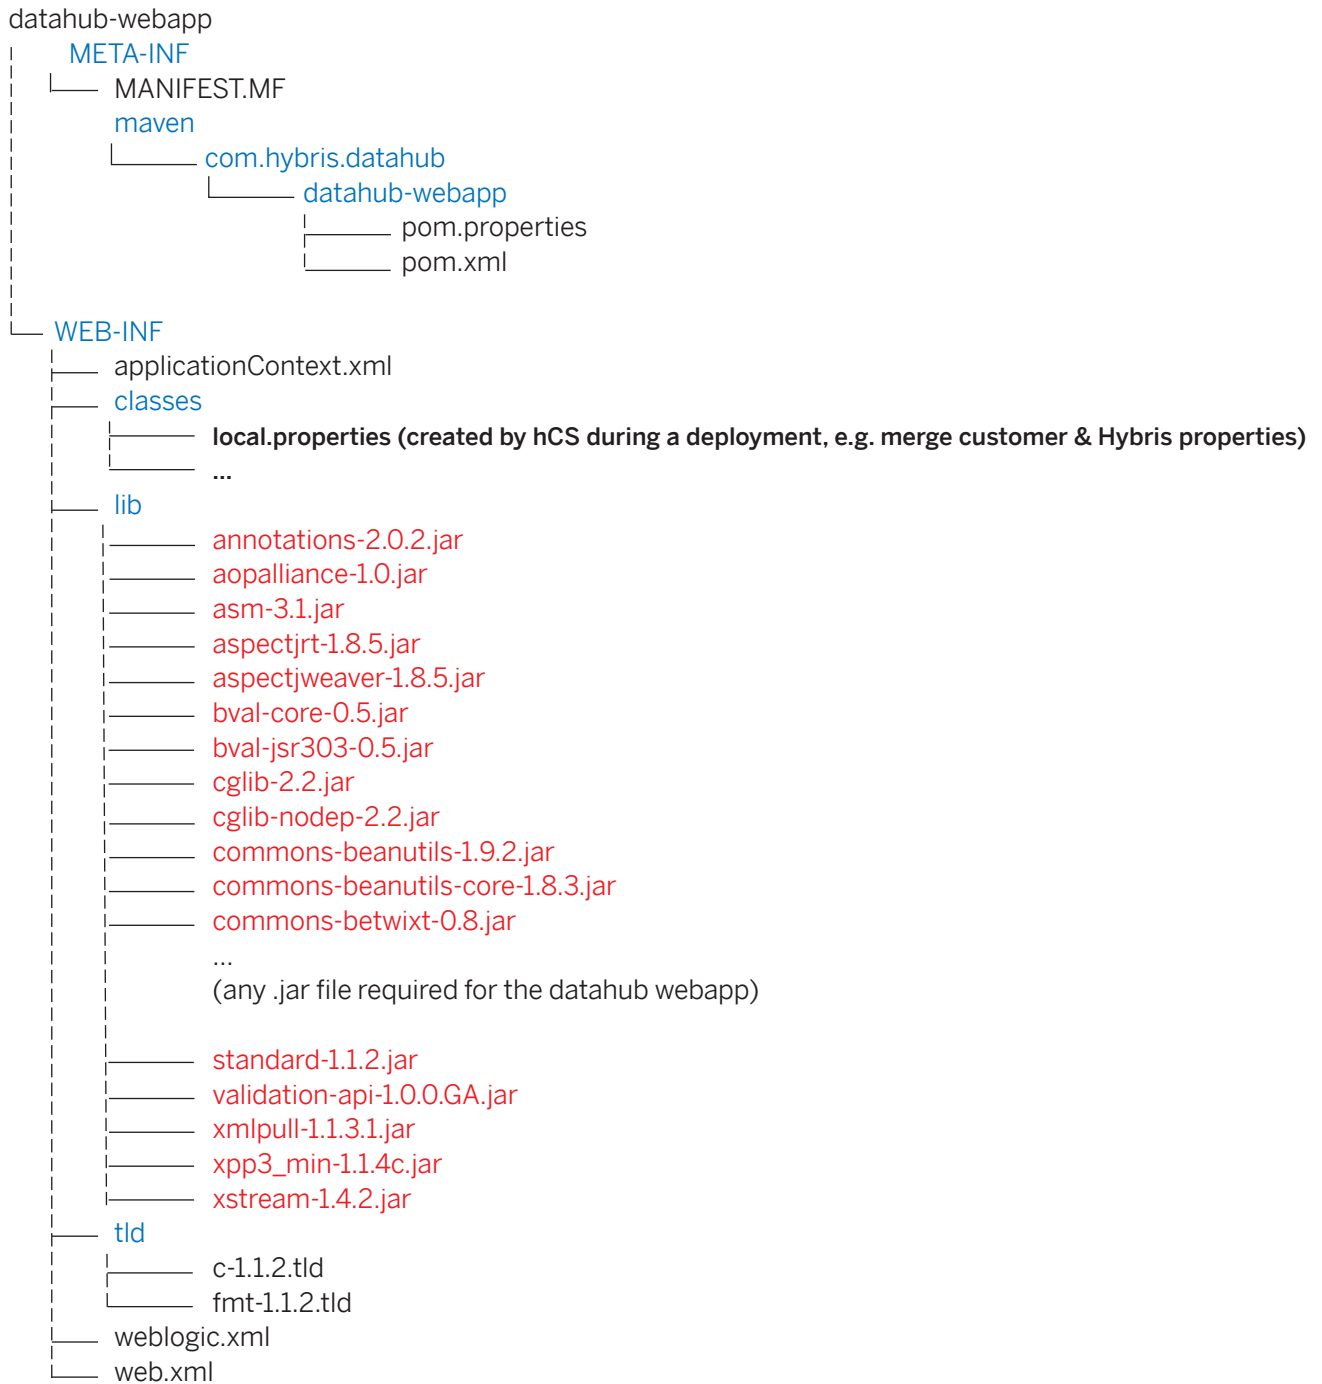 datahub-webapp
META-INF
MANIFEST.MF
maven
com.hybris.datahub
datahub-webapp
pom.properties
pom.xml
WEB-INF
applicationContext.xml
classes
local.properties (created by hCS during a deployment, e.g. merge customer & Hybris properties)
...
lib
annotations-2.0.2.jar
aopalliance-1.0.jar
asm-3.1.jar
aspectjrt-1.8.5.jar
aspectjweaver-1.8.5.jar
bval-core-0.5.jar
bval-jsr303-0.5.jar
cglib-2.2.jar
cglib-nodep-2.2.jar
commons-beanutils-1.9.2.jar
commons-beanutils-core-1.8.3.jar
commons-betwixt-0.8.jar
...
(any .jar file required for the datahub webapp)
standard-1.1.2.jar
validation-api-1.0.0.GA.jar
xmlpull-1.1.3.1.jar
xpp3_min-1.1.4c.jar
xstream-1.4.2.jar
tld
c-1.1.2.tld
fmt-1.1.2.tld
weblogic.xml
web.xml